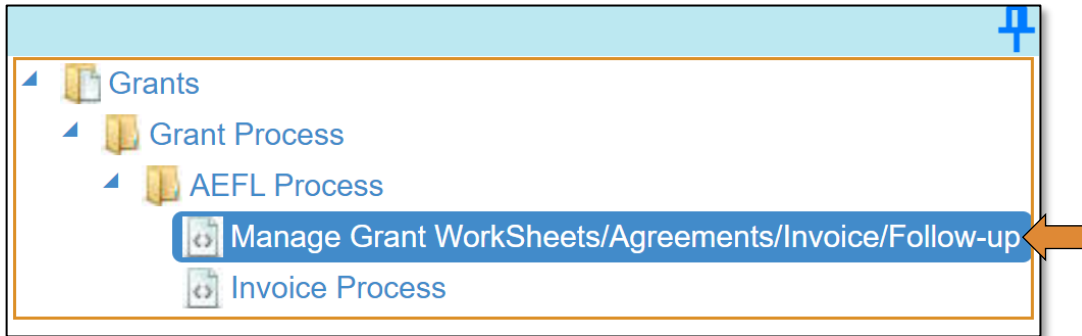 Grants
Grant Process
AEFL Process
Manage Grant WorkSheets/Agreements/Invoice/Follow-up
Invoice Process